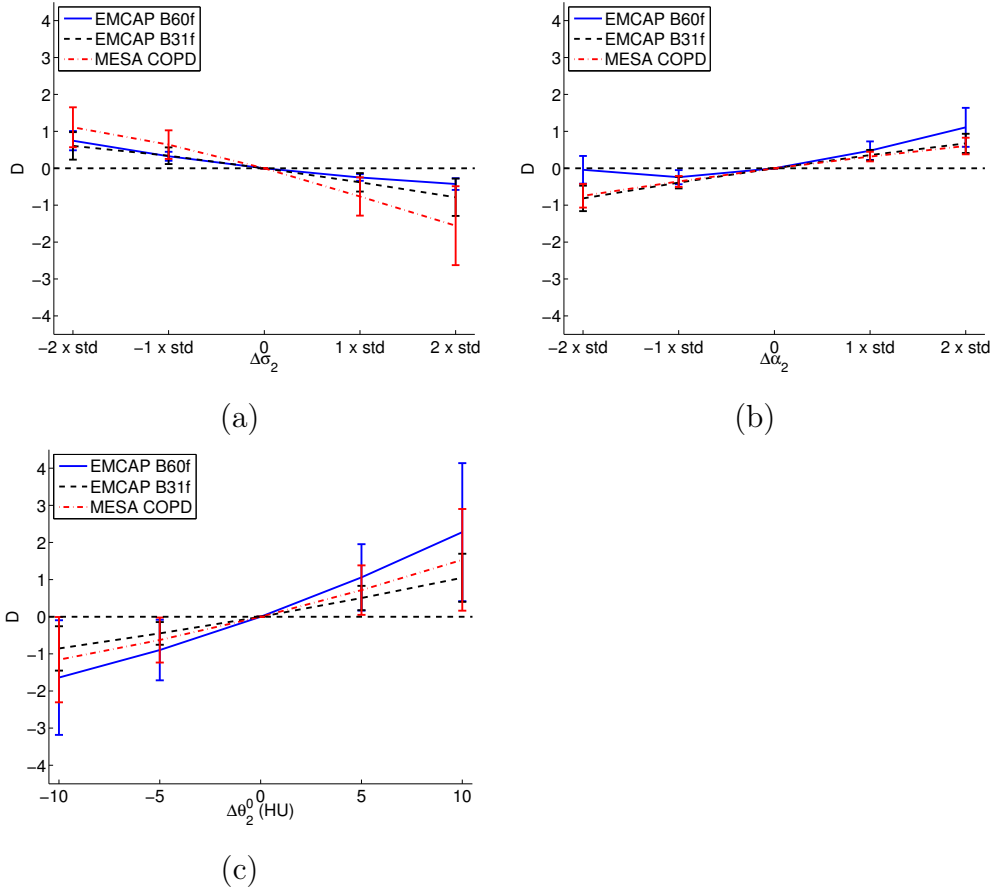 4
3
2
1
0
−1
−2
−3
−4
D
EMCAP B60f
EMCAP B31f
MESA COPD
−2 x std −1 x std 0 1 x std 2 x std
Δσ₂
(a)
4
3
2
1
0
−1
−2
−3
−4
D
EMCAP B60f
EMCAP B31f
MESA COPD
−2 x std −1 x std 0 1 x std 2 x std
Δα₂
(b)
4
3
2
1
0
−1
−2
−3
−4
D
EMCAP B60f
EMCAP B31f
MESA COPD
−10 −5 0 5 10
Δθ₂⁰ (HU)
(c)